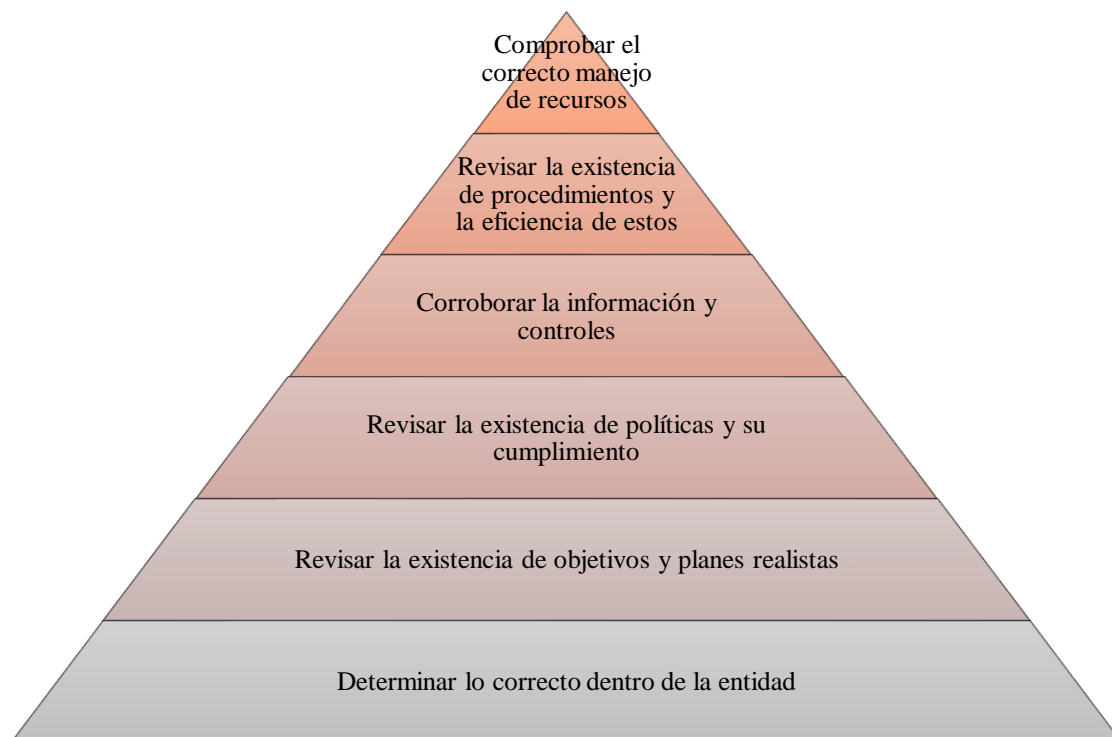 Comprobar el
correcto manejo
de recursos
Revisar la existencia
de procedimientos y
la eficiencia de estos
Corroborar la información y
controles
Revisar la existencia de políticas y su
cumplimiento
Revisar la existencia de objetivos y planes realistas
Determinar lo correcto dentro de la entidad